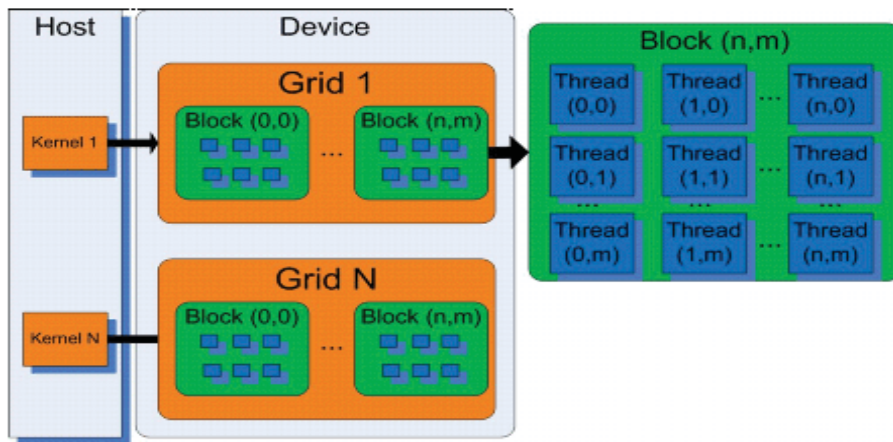 Host
Device
Kernel 1
Grid 1
Block (0,0)
...
Block (n,m)
Kernel N
Grid N
Block (0,0)
...
Block (n,m)
Block (n,m)
Thread (0,0)
Thread (1,0)
...
Thread (n,0)
Thread (0,1)
Thread (1,1)
...
Thread (n,1)
...
...
...
Thread (0,m)
Thread (1,m)
...
Thread (n,m)